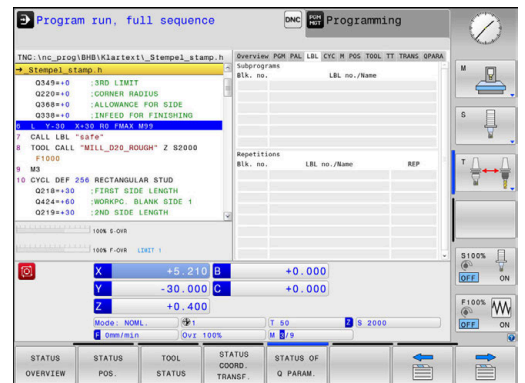 Program run, full sequence
DNC
PGM MGT
Programming
TNC:\nc_prog\BHB\Klartext\_Stempel_stamp.h
→_Stempel_stamp.h
Q349=+0 ;3RD LIMIT
Q220=+0 ;CORNER RADIUS
Q368=+0 ;ALLOWANCE FOR SIDE
Q338=+0 ;INFEED FOR FINISHING
6 L Y-30 X+30 R0 FMAX M99
7 CALL LBL "safe"
8 TOOL CALL "MILL_D20_ROUGH" Z S2000
F1000
9 M3
10 CYCL DEF 256 RECTANGULAR STUD
Q218=+30 ;FIRST SIDE LENGTH
Q424=+60 ;WORKPC. BLANK SIDE 1
Q219=+30 ;2ND SIDE LENGTH
100% S-OVR
100% F-OVR LIMIT 1
Overview PGM PAL LBL CYC M POS TOOL TT TRANS QPARA
Subprograms
Blk. no. LBL no./Name
Repetitions
Blk. no. LBL no./Name REP
X +5.210 B +0.000
Y -30.000 C +0.000
Z +0.400
Mode: NOML. 1 T 50 Z S 2000
F 0mm/min Ovr 100% M 5/9
M
S
T
S100%
OFF ON
F100%
OFF ON
STATUS OVERVIEW
STATUS POS.
TOOL STATUS
STATUS COORD. TRANSF.
STATUS OF Q PARAM.